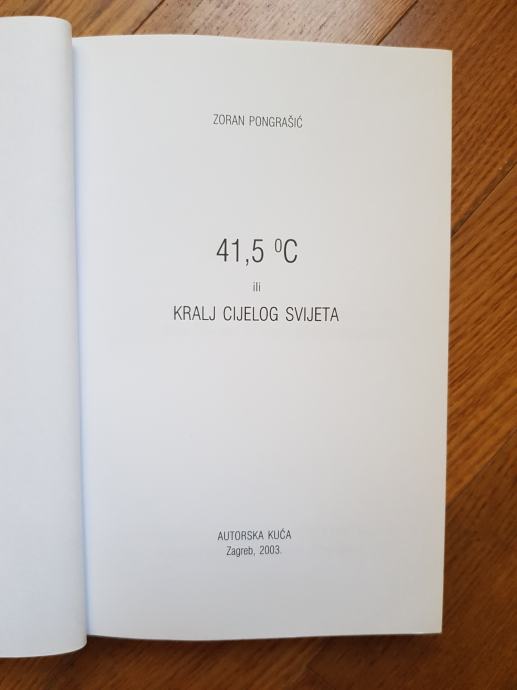 ZORAN PONGRAŠIĆ
41,5 ⁰C
ili
KRALJ CIJELOG SVIJETA
AUTORSKA KUĆA
Zagreb, 2003.